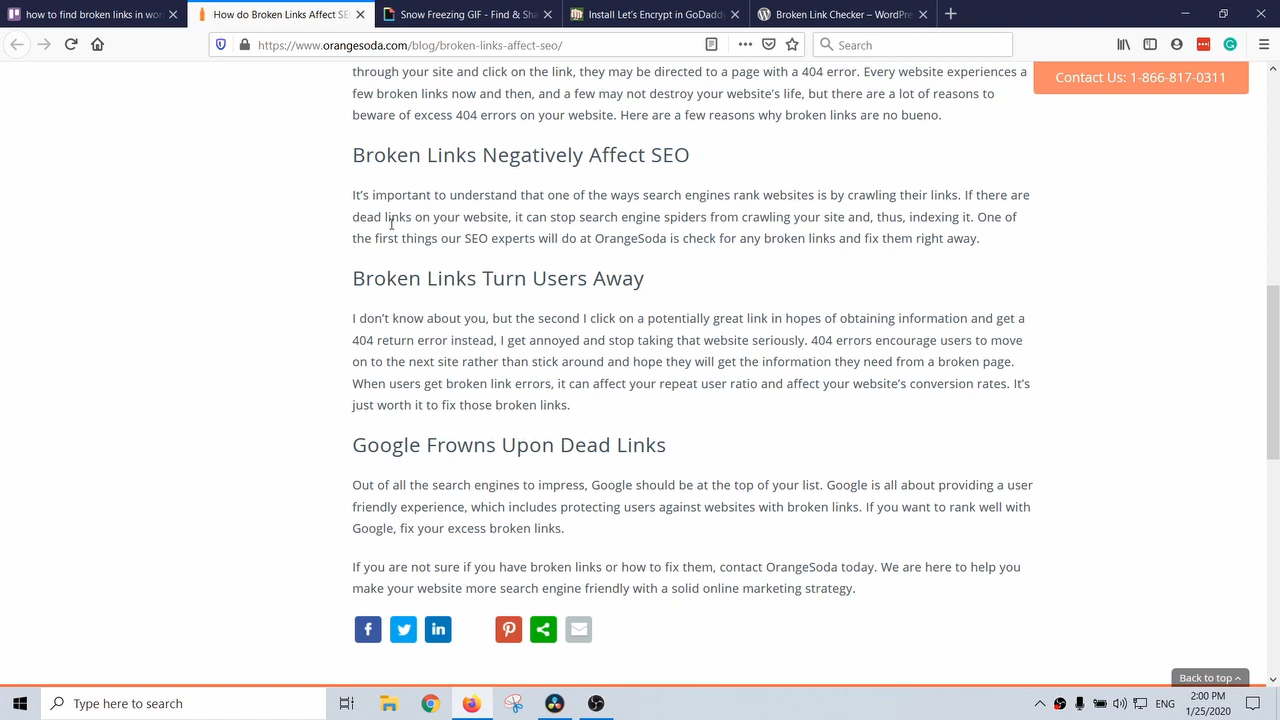 how to find broken links in wor
How do Broken Links Affect SE
Snow Freezing GIF - Find & Sha
Install Let's Encrypt in GoDadd
Broken Link Checker – WordPre
https://www.orangesoda.com/blog/broken-links-affect-seo/
Search
Contact Us: 1-866-817-0311
through your site and click on the link, they may be directed to a page with a 404 error. Every website experiences a
few broken links now and then, and a few may not destroy your website's life, but there are a lot of reasons to
beware of excess 404 errors on your website. Here are a few reasons why broken links are no bueno.
Broken Links Negatively Affect SEO
It's important to understand that one of the ways search engines rank websites is by crawling their links. If there are
dead links on your website, it can stop search engine spiders from crawling your site and, thus, indexing it. One of
the first things our SEO experts will do at OrangeSoda is check for any broken links and fix them right away.
Broken Links Turn Users Away
I don't know about you, but the second I click on a potentially great link in hopes of obtaining information and get a
404 return error instead, I get annoyed and stop taking that website seriously. 404 errors encourage users to move
on to the next site rather than stick around and hope they will get the information they need from a broken page.
When users get broken link errors, it can affect your repeat user ratio and affect your website's conversion rates. It's
just worth it to fix those broken links.
Google Frowns Upon Dead Links
Out of all the search engines to impress, Google should be at the top of your list. Google is all about providing a user
friendly experience, which includes protecting users against websites with broken links. If you want to rank well with
Google, fix your excess broken links.
If you are not sure if you have broken links or how to fix them, contact OrangeSoda today. We are here to help you
make your website more search engine friendly with a solid online marketing strategy.
Back to top
Type here to search
ENG
2:00 PM
1/25/2020